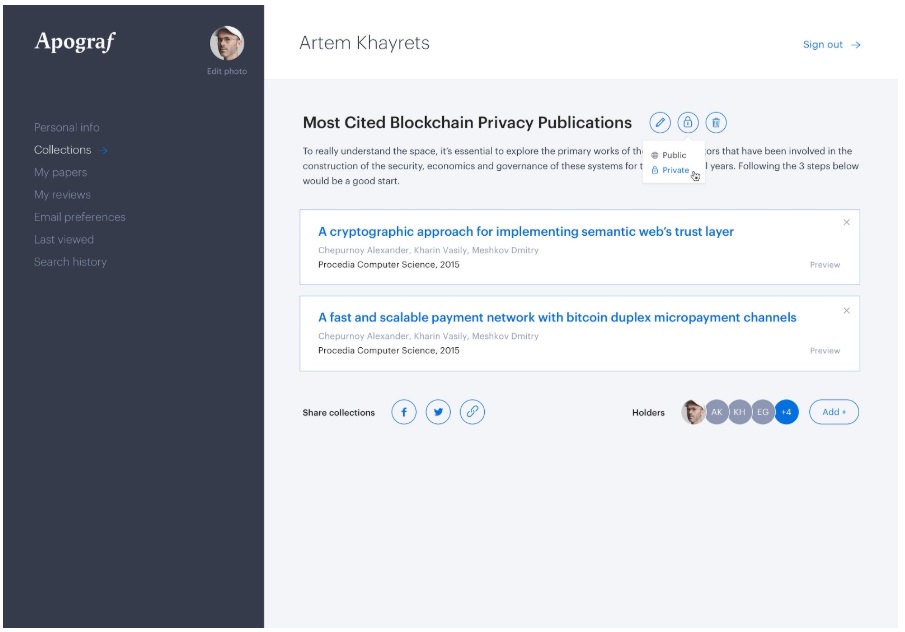 Apograf
Edit photo
Personal info
Collections
My papers
My reviews
Email preferences
Last viewed
Search history
Artem Khayrets
Sign out
Most Cited Blockchain Privacy Publications
To really understand the space, it's essential to explore the primary works of the tors that have been involved in the
construction of the security, economics and governance of these systems for l years. Following the 3 steps below
would be a good start.
Public
Private
A cryptographic approach for implementing semantic web's trust layer
Chepurnoy Alexander, Kharin Vasily, Meshkov Dmitry
Procedia Computer Science, 2015
Preview
A fast and scalable payment network with bitcoin duplex micropayment channels
Chepurnoy Alexander, Kharin Vasily, Meshkov Dmitry
Procedia Computer Science, 2015
Preview
Share collections
Holders
AK KH EG +4
Add +